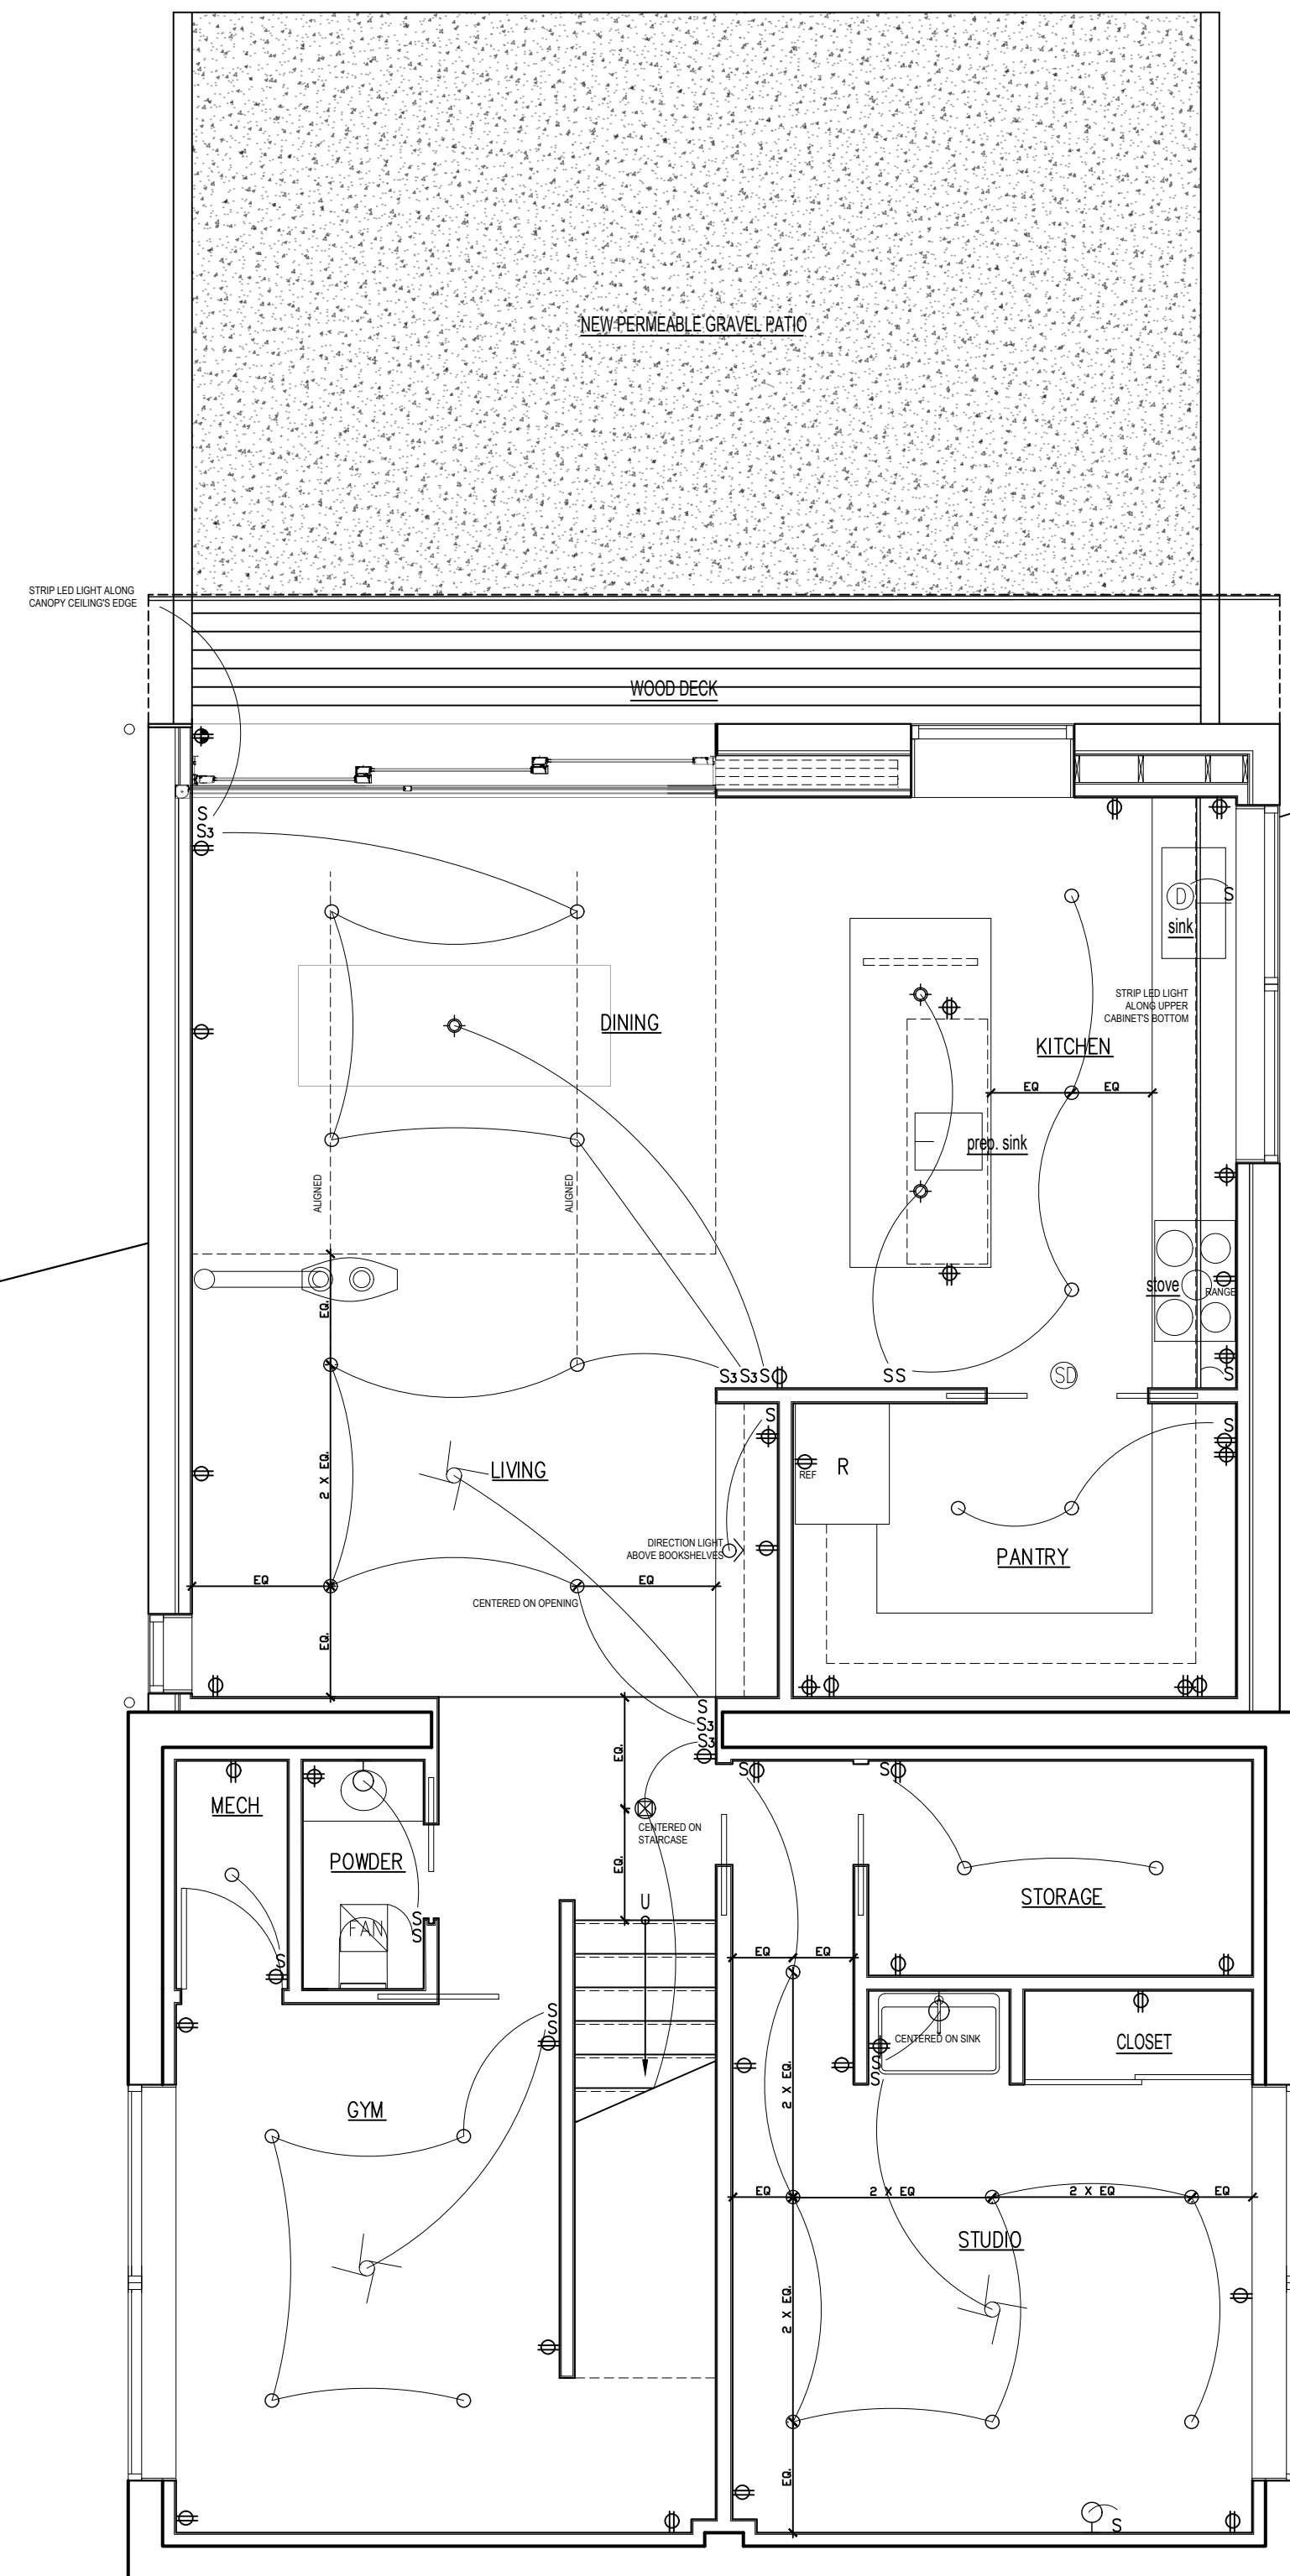 NEW PERMEABLE GRAVEL PATIO
STRIP LED LIGHT ALONG
CANOPY CEILING'S EDGE
WOOD DECK
S
S3
D
S
sink
STRIP LED LIGHT
ALONG UPPER
CABINET'S BOTTOM
DINING
KITCHEN
EQ
EQ
prep. sink
ALIGNED
ALIGNED
stove
RANGE
EQ.
S3S3S
SS
SD
S
S
S
2 X EQ.
LIVING
REF
R
DIRECTION LIGHT
ABOVE BOOKSHELVES
PANTRY
EQ
EQ
CENTERED ON OPENING
EQ.
S
S3
S3
EQ.
S
S
MECH
CENTERED ON
STAIRCASE
POWDER
EQ.
STORAGE
U
S
S
FAN
EQ
EQ
S
S
S
CENTERED ON SINK
CLOSET
S
S
2 X EQ.
GYM
EQ
2 X EQ
2 X EQ
EQ
STUDIO
2 X EQ.
EQ.
S